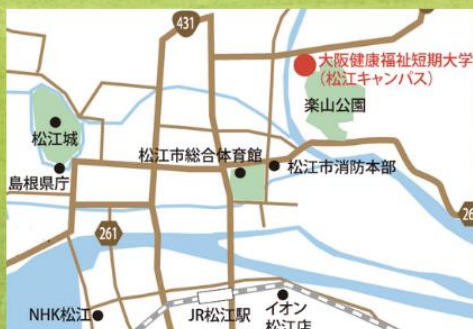 431
大阪健康福祉短期大学
(松江キャンパス)
楽山公園
松江城
松江市総合体育館
松江市消防本部
島根県庁
261
NHK松江
JR松江駅
イオン
松江店